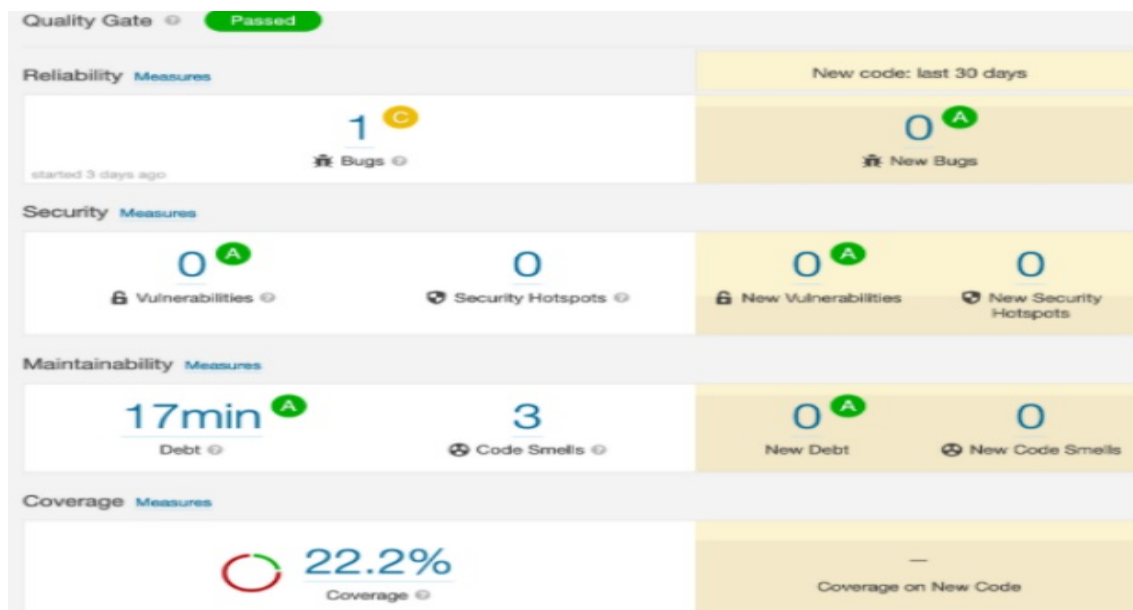 Quality Gate Passed
Reliability Measures
New code: last 30 days
1 C
Bugs
started 3 days ago
0 A
New Bugs
Security Measures
0 A
Vulnerabilities
0
Security Hotspots
0 A
New Vulnerabilities
0
New Security
Hotspots
Maintainability Measures
17min A
Debt
3
Code Smells
0 A
New Debt
0
New Code Smells
Coverage Measures
22.2%
Coverage
–
Coverage on New Code